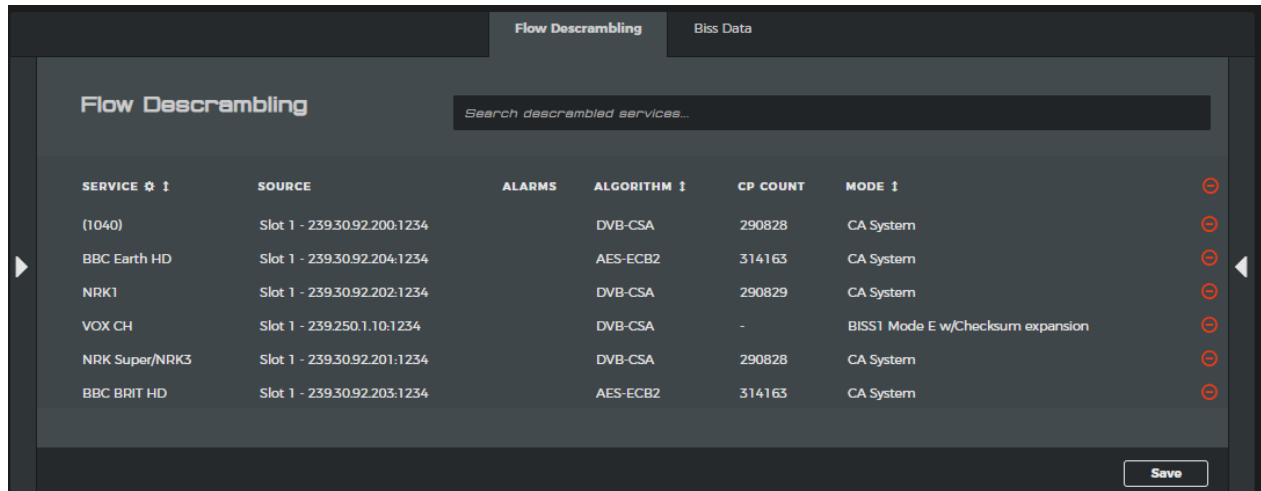 Flow Descrambling Biss Data
Flow Descrambling
Search descrambled services...
SERVICE SOURCE ALARMS ALGORITHM CP COUNT MODE
(1040) Slot 1 - 239.30.92.200:1234 DVB-CSA 290828 CA System
BBC Earth HD Slot 1 - 239.30.92.204:1234 AES-ECB2 314163 CA System
NRK1 Slot 1 - 239.30.92.202:1234 DVB-CSA 290829 CA System
VOX CH Slot 1 - 239.250.1.10:1234 DVB-CSA - BISS1 Mode E w/Checksum expansion
NRK Super/NRK3 Slot 1 - 239.30.92.201:1234 DVB-CSA 290828 CA System
BBC BRIT HD Slot 1 - 239.30.92.203:1234 AES-ECB2 314163 CA System
Save